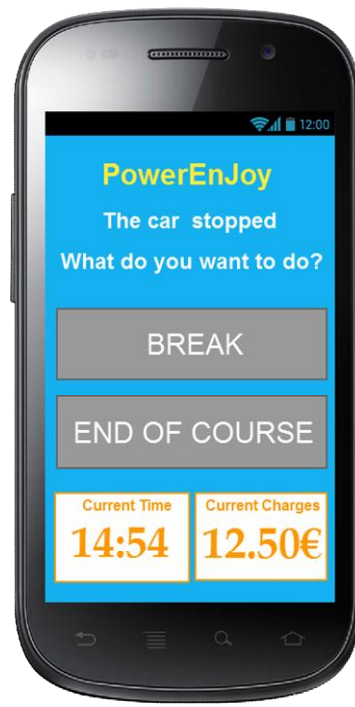 12:00
PowerEnJoy
The car stopped
What do you want to do?
BREAK
END OF COURSE
Current Time
14:54
Current Charges
12.50€